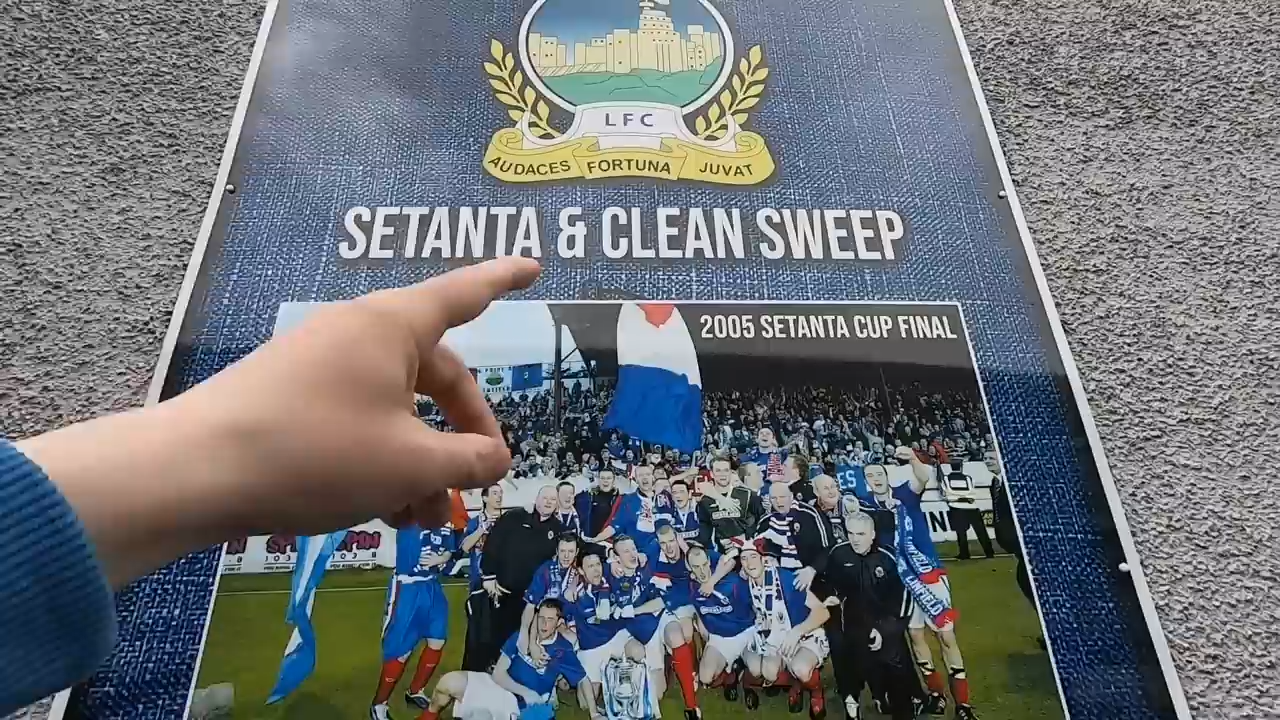 LFC
AUDACES FORTUNA JUVAT
SETANTA & CLEAN SWEEP
2005 SETANTA CUP FINAL